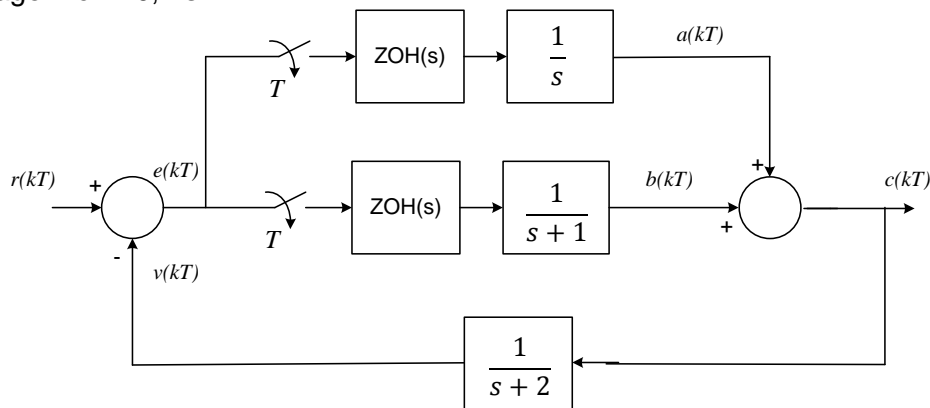 a(kT)
ZOH(s)
1
s
T
+
r(kT)
+
e(kT)
b(kT)
c(kT)
ZOH(s)
1
s + 1
+
T
-
v(kT)
1
s + 2